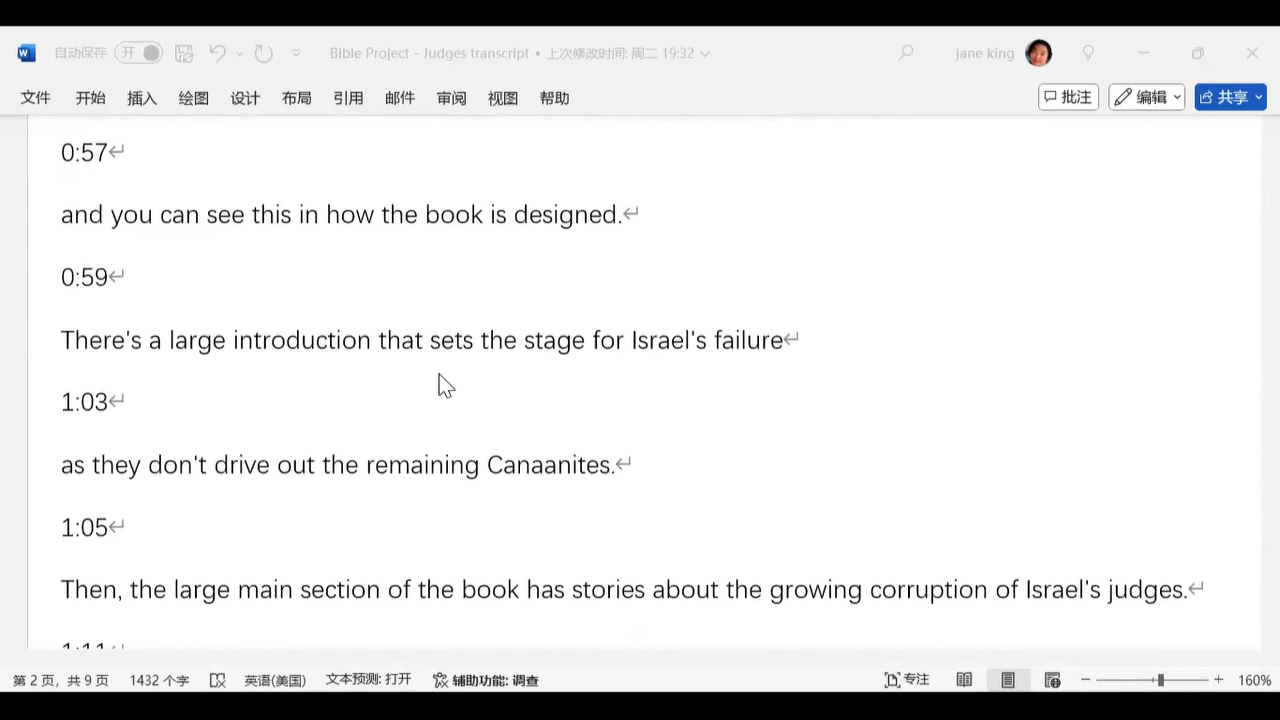 自动保存 开 Bible Project - Judges transcript • 上次修改时间: 周二 19:32 jane king
文件 开始 插入 绘图 设计 布局 引用 邮件 审阅 视图 帮助 批注 编辑 共享
0:57
and you can see this in how the book is designed.
0:59
There's a large introduction that sets the stage for Israel's failure
1:03
as they don't drive out the remaining Canaanites.
1:05
Then, the large main section of the book has stories about the growing corruption of Israel's judges.
1:11
第 2 页，共 9 页 1432 个字 英语(美国) 文本预测: 打开 辅助功能: 调查 专注 160%